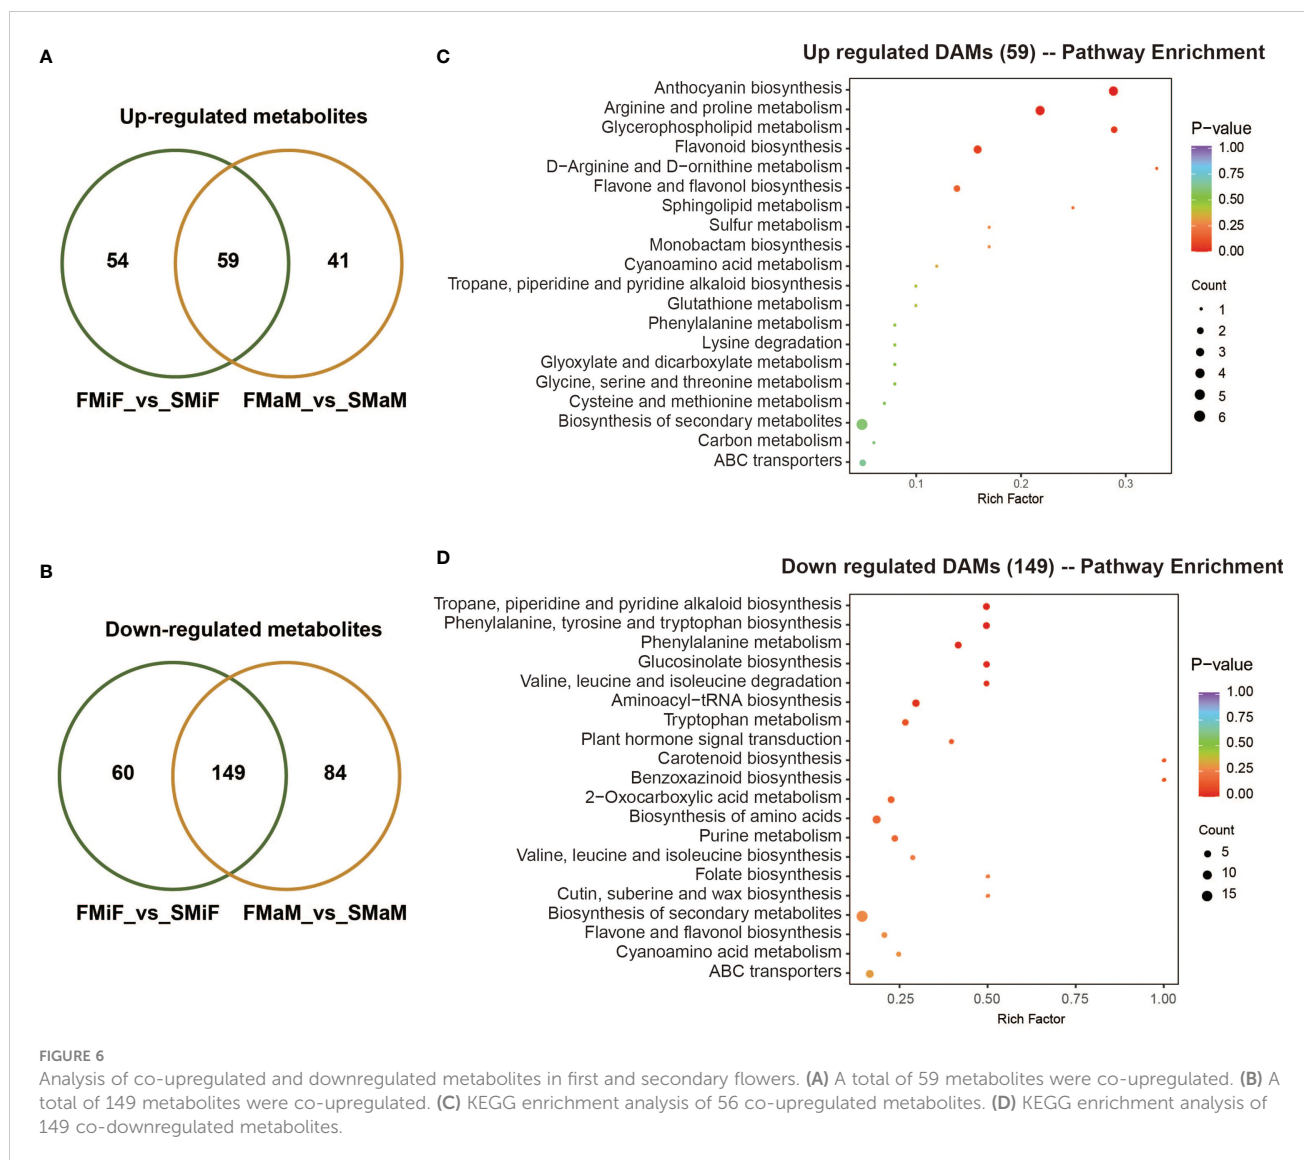 A
Up-regulated metabolites
54
59
41
FMiF_vs_SMiF
FMaM_vs_SMaM
B
Down-regulated metabolites
60
149
84
FMiF_vs_SMiF
FMaM_vs_SMaM
C
Up regulated DAMs (59) -- Pathway Enrichment
Anthocyanin biosynthesis
Arginine and proline metabolism
Glycerophospholipid metabolism
Flavonoid biosynthesis
D−Arginine and D−ornithine metabolism
Flavone and flavonol biosynthesis
Sphingolipid metabolism
Sulfur metabolism
Monobactam biosynthesis
Cyanoamino acid metabolism
Tropane, piperidine and pyridine alkaloid biosynthesis
Glutathione metabolism
Phenylalanine metabolism
Lysine degradation
Glyoxylate and dicarboxylate metabolism
Glycine, serine and threonine metabolism
Cysteine and methionine metabolism
Biosynthesis of secondary metabolites
Carbon metabolism
ABC transporters
0.1
0.2
0.3
Rich Factor
P−value
1.00
0.75
0.50
0.25
0.00
Count
1
2
3
4
5
6
D
Down regulated DAMs (149) -- Pathway Enrichment
Tropane, piperidine and pyridine alkaloid biosynthesis
Phenylalanine, tyrosine and tryptophan biosynthesis
Phenylalanine metabolism
Glucosinolate biosynthesis
Valine, leucine and isoleucine degradation
Aminoacyl−tRNA biosynthesis
Tryptophan metabolism
Plant hormone signal transduction
Carotenoid biosynthesis
Benzoxazinoid biosynthesis
2−Oxocarboxylic acid metabolism
Biosynthesis of amino acids
Purine metabolism
Valine, leucine and isoleucine biosynthesis
Folate biosynthesis
Cutin, suberine and wax biosynthesis
Biosynthesis of secondary metabolites
Flavone and flavonol biosynthesis
Cyanoamino acid metabolism
ABC transporters
0.25
0.50
0.75
1.00
Rich Factor
P−value
1.00
0.75
0.50
0.25
0.00
Count
5
10
15
FIGURE 6
Analysis of co-upregulated and downregulated metabolites in first and secondary flowers. (A) A total of 59 metabolites were co-upregulated. (B) A
total of 149 metabolites were co-upregulated. (C) KEGG enrichment analysis of 56 co-upregulated metabolites. (D) KEGG enrichment analysis of
149 co-downregulated metabolites.